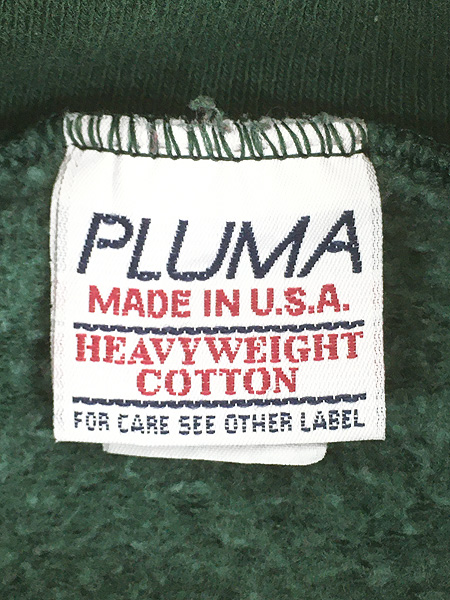 PLUMA
MADE IN U.S.A.
HEAVYWEIGHT
COTTON
FOR CARE SEE OTHER LABEL